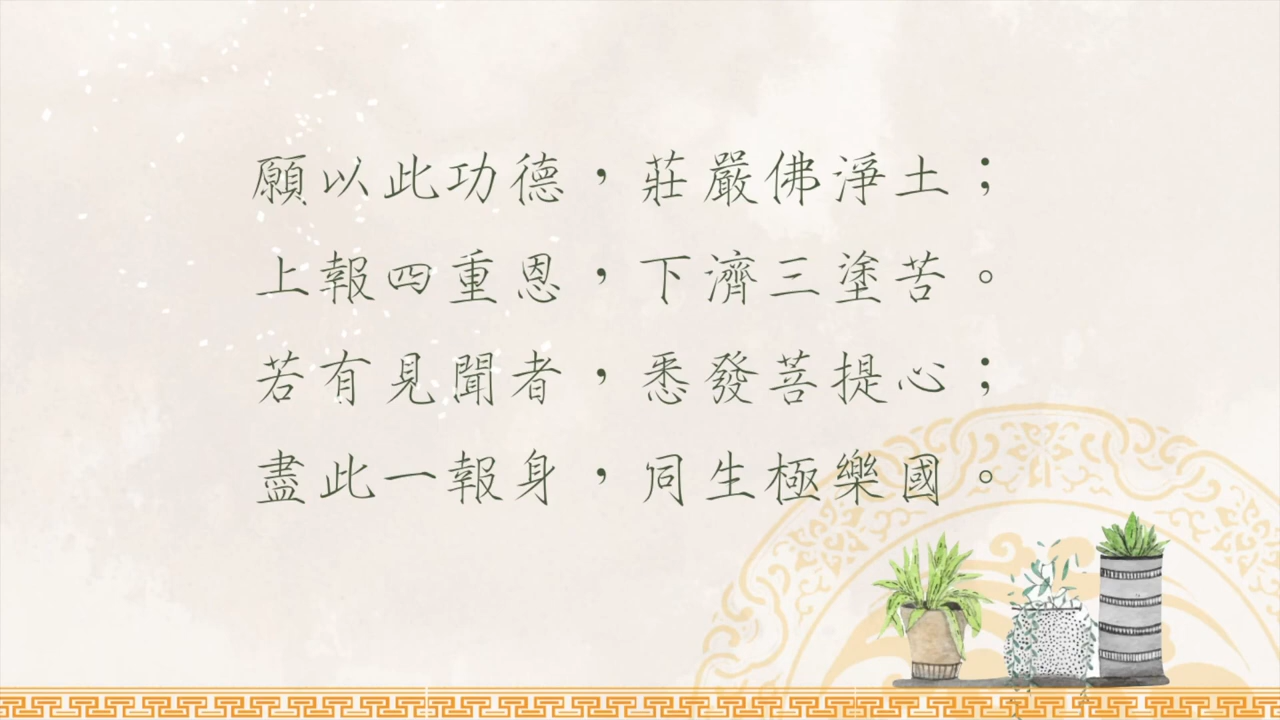 願以此功德，莊嚴佛淨土；
上報四重恩，下濟三塗苦。
若有見聞者，悉發菩提心；
盡此一報身，同生極樂國。